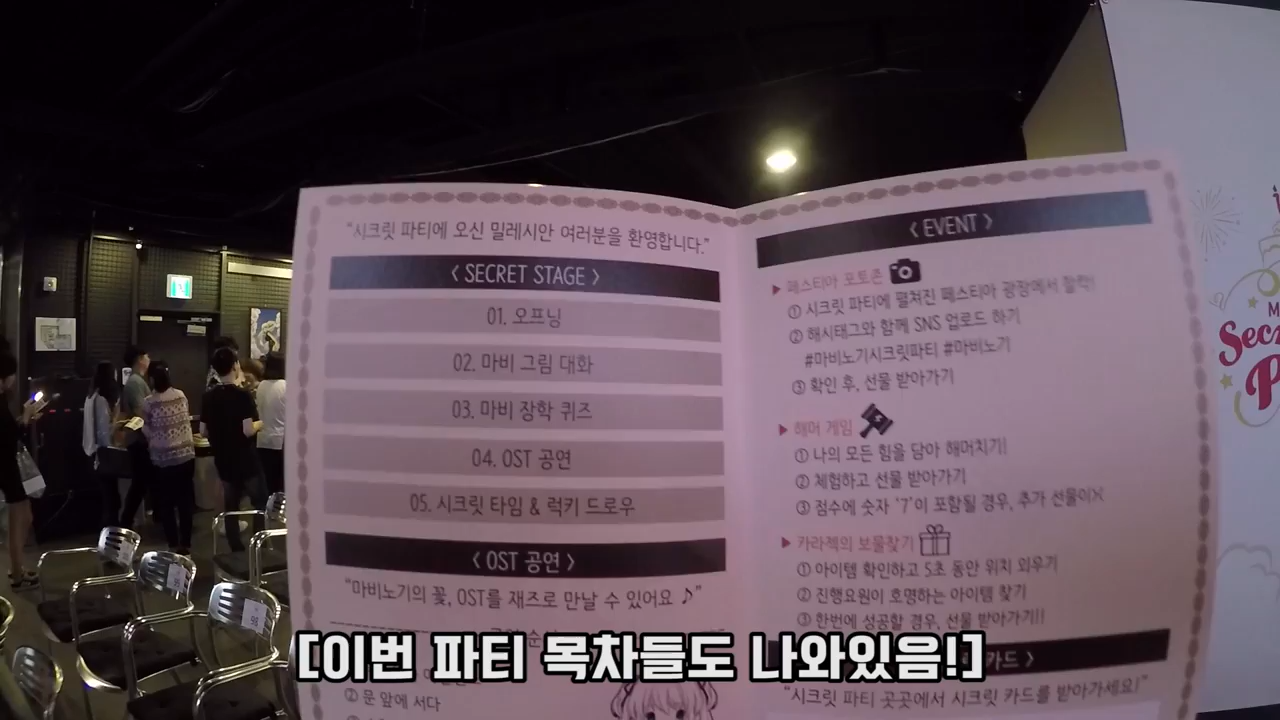 "시크릿 파티에 오신 밀레시안 여러분을 환영합니다."
〈 SECRET STAGE 〉
01. 오프닝
02. 마비 그림 대화
03. 마비 장학 퀴즈
04. OST 공연
05. 시크릿 타임 & 럭키 드로우
〈 OST 공연 〉
"마비노기의 꽃, OST를 재즈로 만날 수 있어요 ♪"
② 문 앞에 서다
〈 EVENT 〉
▶ 페스티아 포토존
① 시크릿 파티에 펼쳐진 페스티아 광장에서 찰칵!
② 해시태그와 함께 SNS 업로드 하기
#마비노기시크릿파티 #마비노기
③ 확인 후, 선물 받아가기
▶ 해머 게임
① 나의 모든 힘을 담아 해머치기!
② 체험하고 선물 받아가기
③ 점수에 숫자 '7'이 포함될 경우, 추가 선물이!
▶ 카라젝의 보물찾기
① 아이템 확인하고 5초 동안 위치 외우기
② 진행요원이 호명하는 아이템 찾기
③ 한번에 성공할 경우, 선물 받아가기!!
카드 〉
"시크릿 파티 곳곳에서 시크릿 카드를 받아가세요!"
[이번 파티 목차들도 나와있음!]